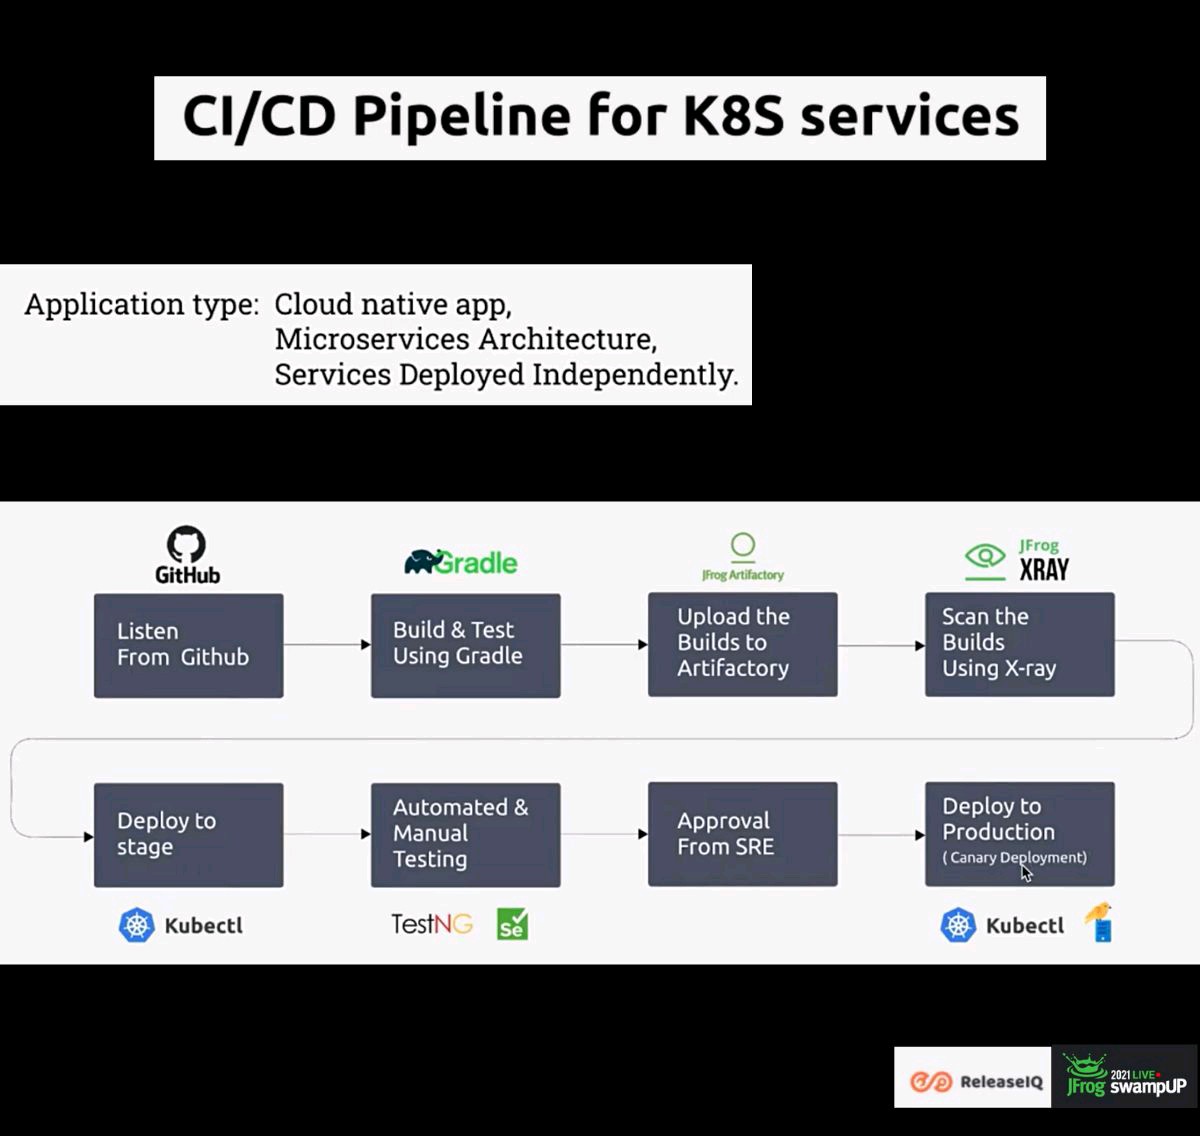 CI/CD Pipeline for K8S services
Application type: Cloud native app,
Microservices Architecture,
Services Deployed Independently.
GitHub
Gradle
JFrog Artifactory
JFrog
XRAY
Listen
From Github
Build & Test
Using Gradle
Upload the
Builds to
Artifactory
Scan the
Builds
Using X-ray
Deploy to
stage
Automated &
Manual
Testing
Approval
From SRE
Deploy to
Production
( Canary Deployment)
Kubectl
TestNG
Se
Kubectl
ReleaseIQ
2021 LIVE
JFrog swampUP